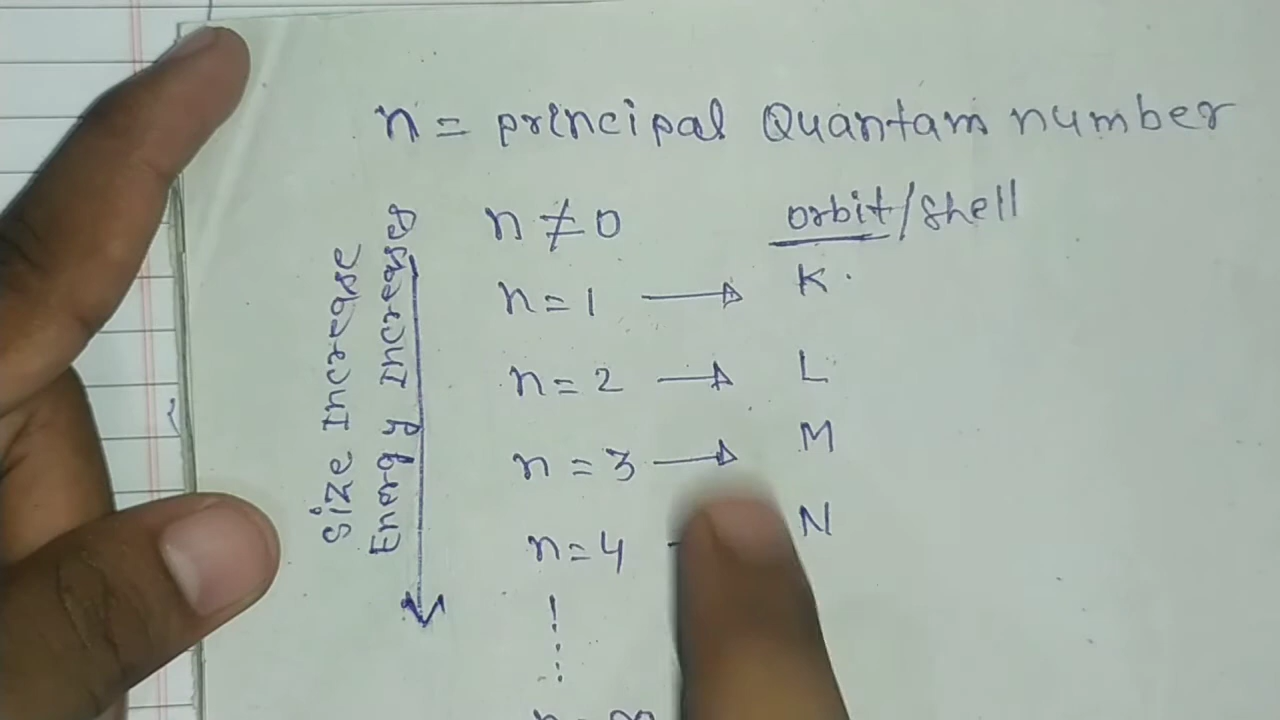 n = principal Quantam number
n ≠ 0
orbit/shell
n = 1 → K.
n = 2 → L
n = 3 → M
n = 4 - N
Size Increase
Energy Increases